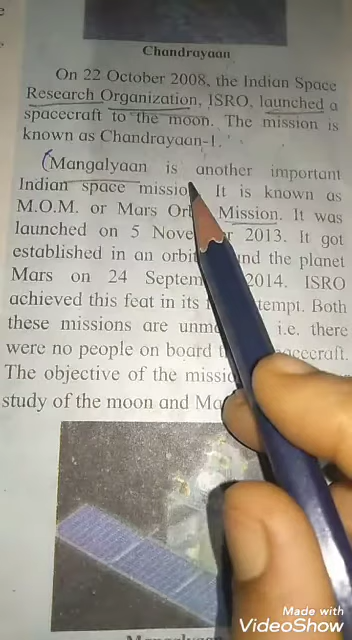 Chandrayaan
On 22 October 2008, the Indian Space
Research Organization, ISRO, launched a
spacecraft to the moon. The mission is
known as Chandrayaan-1.
(Mangalyaan is another important
Indian space missio It is known as
M.O.M. or Mars Or Mission. It was
launched on 5 Nove r 2013. It got
established in an orbi nd the planet
Mars on 24 Septem 2014. ISRO
achieved this feat in its tempt. Both
these missions are unm i.e. there
were no people on board t acecraft.
The objective of the missio
study of the moon and Ma
Made with
VideoShow